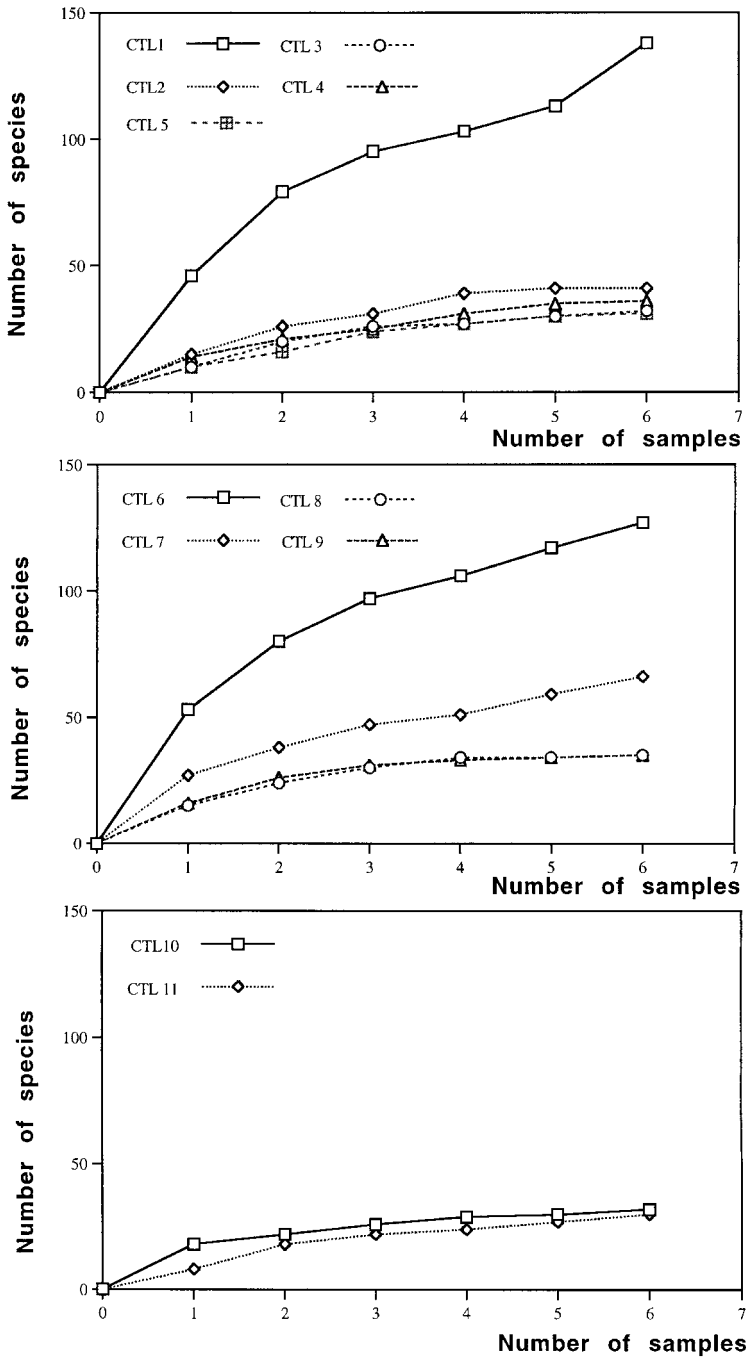 150
CTL1 CTL 3
CTL2 CTL 4
CTL 5
100
50
0
Number of species
0 1 2 3 4 5 6 7
Number of samples
150
CTL 6 CTL 8
CTL 7 CTL 9
100
50
0
Number of species
0 1 2 3 4 5 6 7
Number of samples
150
CTL10
CTL 11
100
50
0
Number of species
0 1 2 3 4 5 6 7
Number of samples